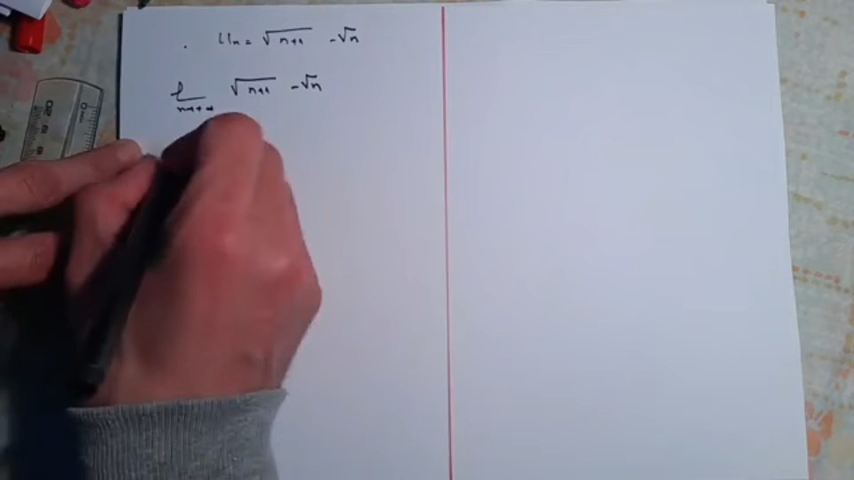 . Un = √n+1 - √n
lim n→+∞ √n+1 - √n